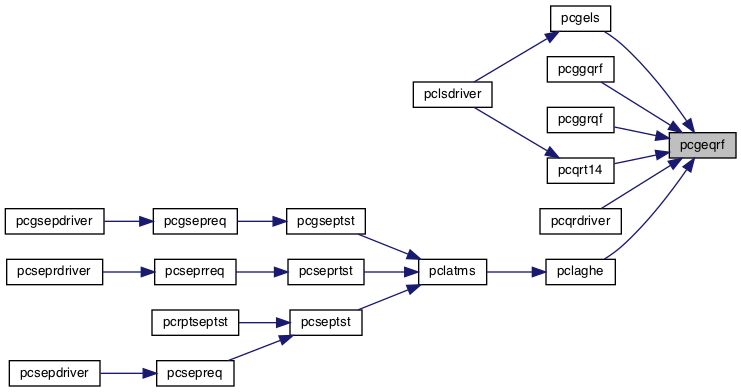 pcgels
pcggqrf
pclsdriver
pcggrqf
pcgeqrf
pcqrt14
pcqrdriver
pcgsepdriver
pcgsepreq
pcgseptst
pcseprdriver
pcseprreq
pcseprtst
pclatms
pclaghe
pcrptseptst
pcseptst
pcsepdriver
pcsepreq